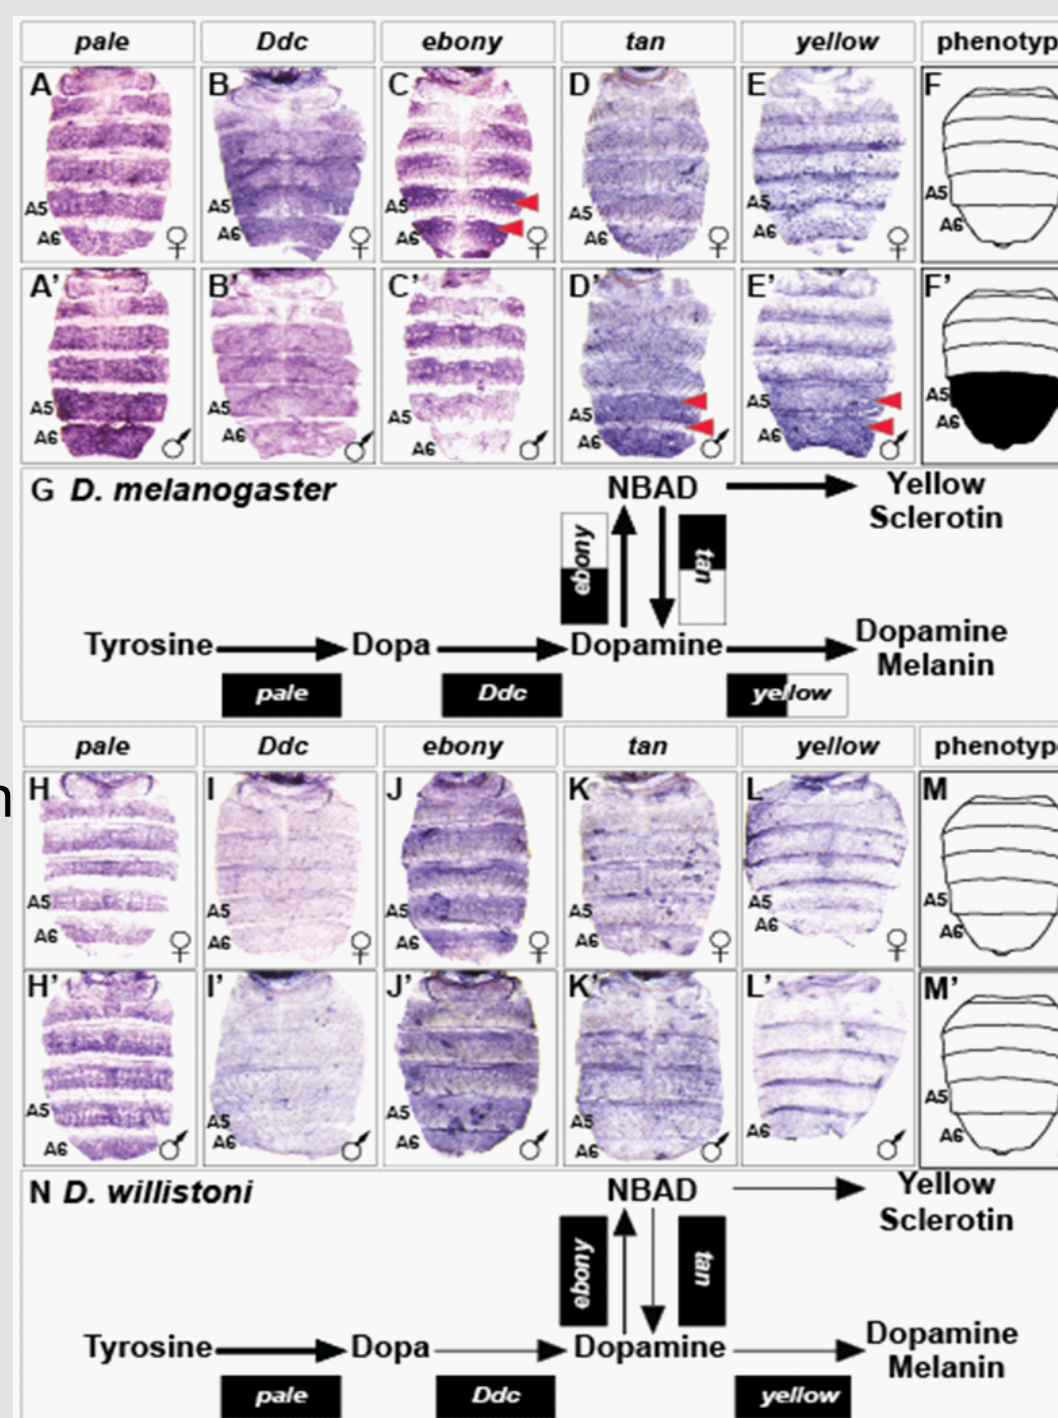 pale Ddc ebony tan yellow phenotyp
A B C D E F
A5 A5 A5 A5 A5 A5
A6 ♀ A6 ♀ A6 ♀ A6 ♀ A6 ♀ A6
A' B' C' D' E' F'
A5 A5 A5 A5 A5 A5
A6 ♂ A6 ♂ A6 ♂ A6 ♂ A6 ♂ A6
G D. melanogaster
NBAD Yellow
Sclerotin
ebony tan
Tyrosine Dopa Dopamine Dopamine
Melanin
pale Ddc yellow
pale Ddc ebony tan yellow phenotyp
n
H I J K L M
A5 A5 A5 A5 A5 A5
A6 ♀ A6 ♀ A6 ♀ A6 ♀ A6 ♀ A6
H' I' J' K' L' M'
A5 A5 A5 A5 A5
A6 ♂ A6 ♂ A6 ♂ A6 ♂ A6 ♂ A6
N D. willistoni
NBAD Yellow
Sclerotin
ebony tan
Tyrosine Dopa Dopamine Dopamine
Melanin
pale Ddc yellow